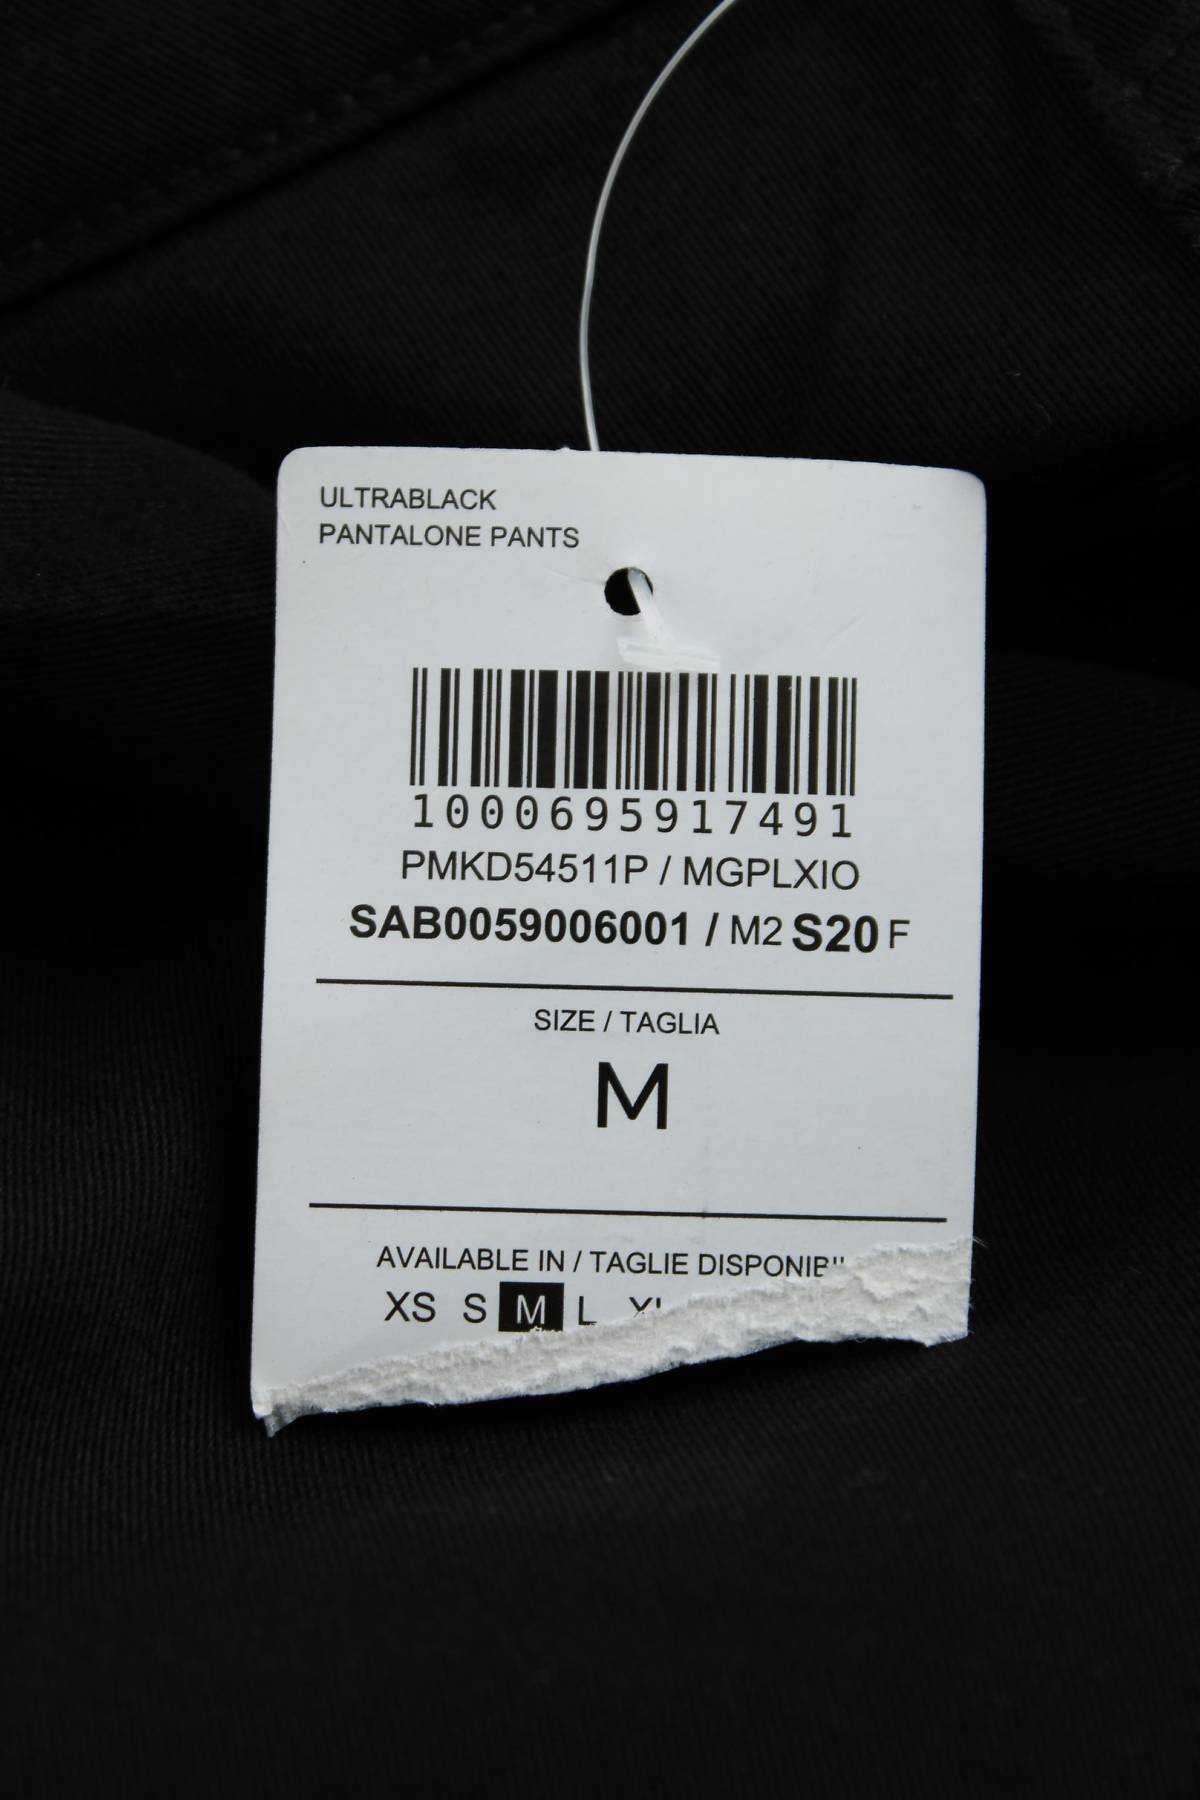 ULTRABLACK
PANTALONE PANTS
1000695917491
PMKD54511P / MGPLXIO
SAB0059006001 / M2 S20 F
SIZE / TAGLIA
M
AVAILABLE IN / TAGLIE
XS S M L